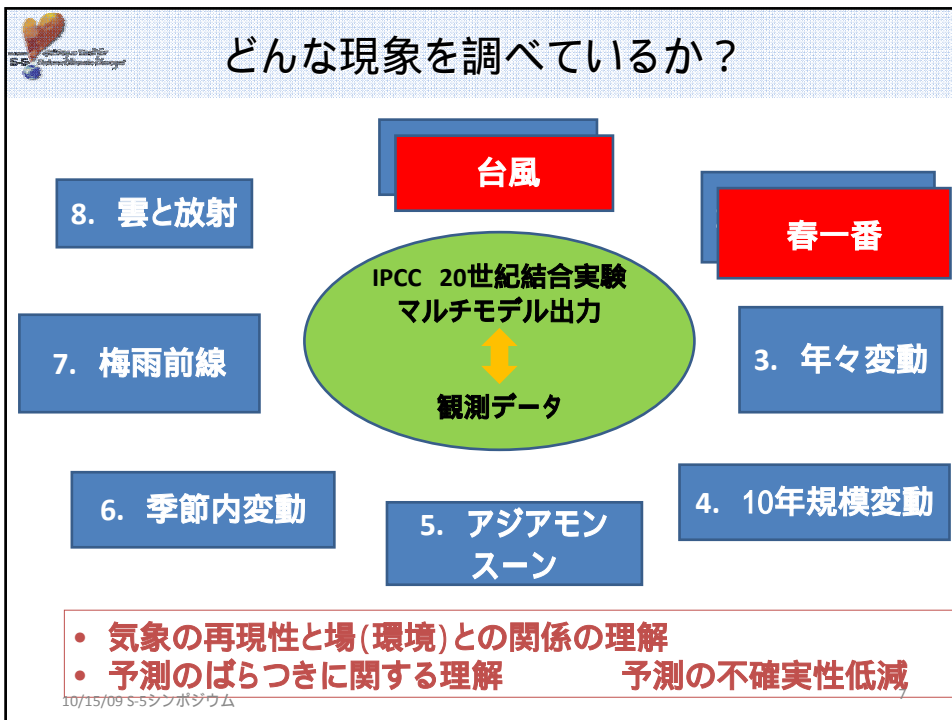 S-5
どんな現象を調べているか？
台風
春一番
8. 雲と放射
IPCC 20世紀結合実験
マルチモデル出力
観測データ
7. 梅雨前線
3. 年々変動
6. 季節内変動
5. アジアモン
スーン
4. 10年規模変動
• 気象の再現性と場(環境)との関係の理解
• 予測のばらつきに関する理解 予測の不確実性低減
10/15/09 S-5シンポジウム
7